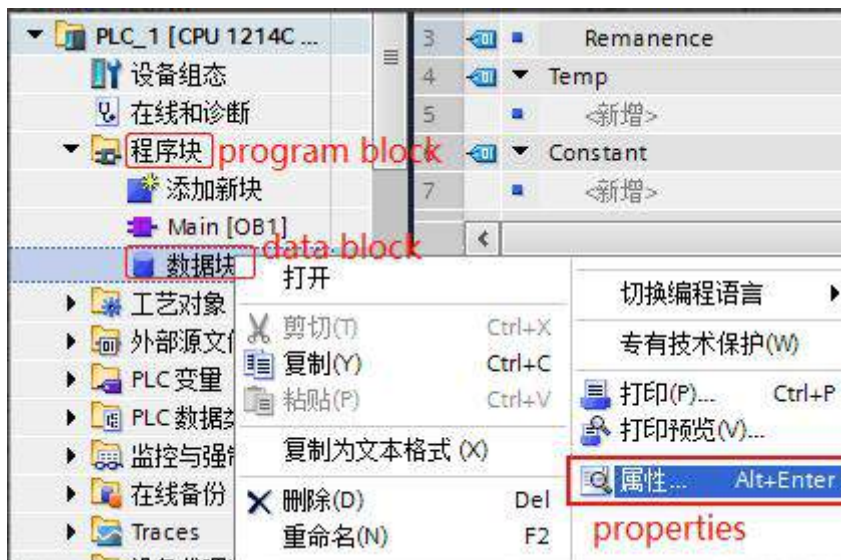 PLC_1 [CPU 1214C ...
设备组态
在线和诊断
程序块
program block
添加新块
Main [OB1]
data block
数据块
工艺对象
外部源文
PLC 变量
PLC 数据类
监控与强制
在线备份
Traces
3 Remanence
4 Temp
5 <新增>
Constant
7 <新增>
打开
剪切(T) Ctrl+X
复制(Y) Ctrl+C
粘贴(P) Ctrl+V
复制为文本格式 (X)
删除(D) Del
重命名(N) F2
切换编程语言
专有技术保护(W)
打印(P)... Ctrl+P
打印预览(V)...
属性... Alt+Enter
properties